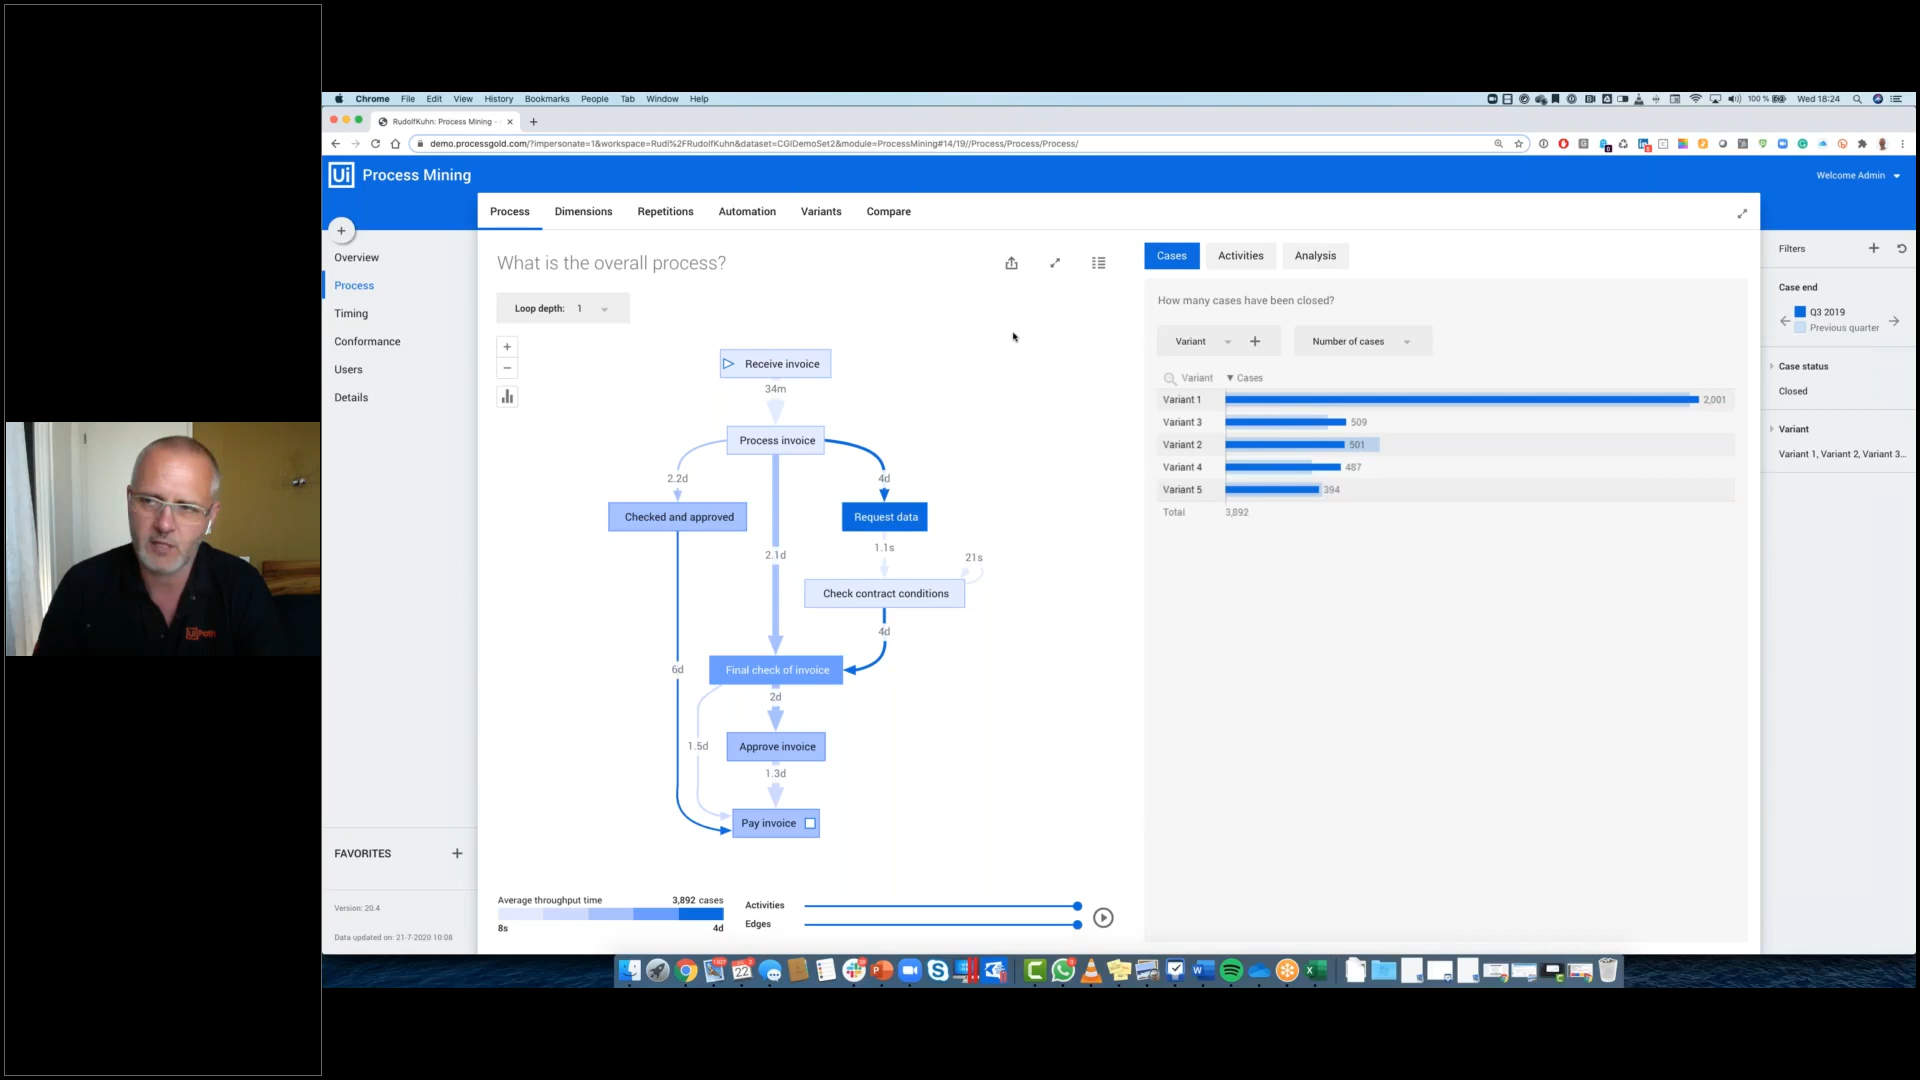 Chrome File Edit View History Bookmarks People Tab Window Help
100 % Wed 18:24
RudolfKuhn: Process Mining -
demo.processgold.com/?impersonate=1&workspace=Rudi%2FRudolfKuhn&dataset=CGIDemoSet2&module=ProcessMining#14/19//Process/Process/Process/
Ui Process Mining
Welcome Admin
Process Dimensions Repetitions Automation Variants Compare
Overview
Process
Timing
Conformance
Users
Details
FAVORITES
Version: 20.4
Data updated on: 21-7-2020 10:08
What is the overall process?
Loop depth: 1
Receive invoice
34m
Process invoice
2.2d
4d
Checked and approved
Request data
2.1d
1.1s
21s
Check contract conditions
4d
6d
Final check of invoice
2d
1.5d
Approve invoice
1.3d
Pay invoice
Average throughput time 3,892 cases
8s 4d
Activities
Edges
Cases Activities Analysis
How many cases have been closed?
Variant
Number of cases
Variant Cases
Variant 1 2,001
Variant 3 509
Variant 2 501
Variant 4 487
Variant 5 394
Total 3,892
Filters
Case end
Q3 2019
Previous quarter
Case status
Closed
Variant
Variant 1, Variant 2, Variant 3...
UiPath
22